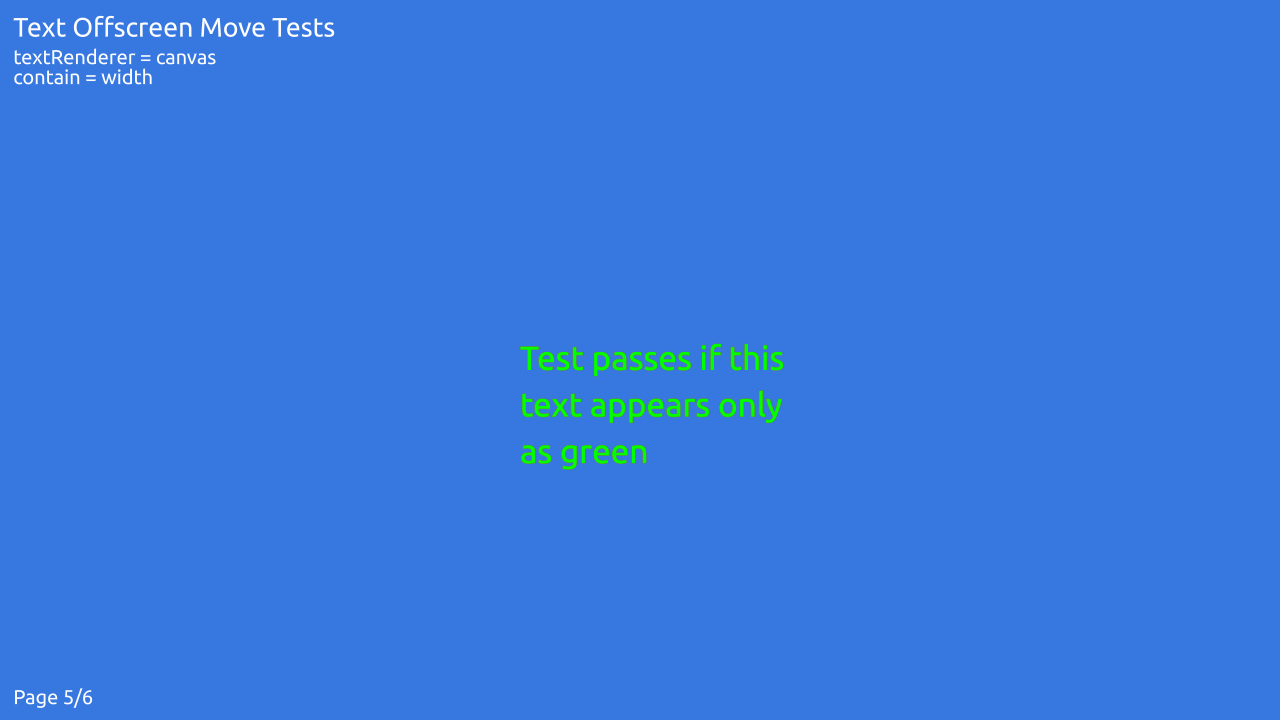 Text Offscreen Move Tests
textRenderer = canvas
contain = width
Test passes if this
text appears only
as green
Page 5/6